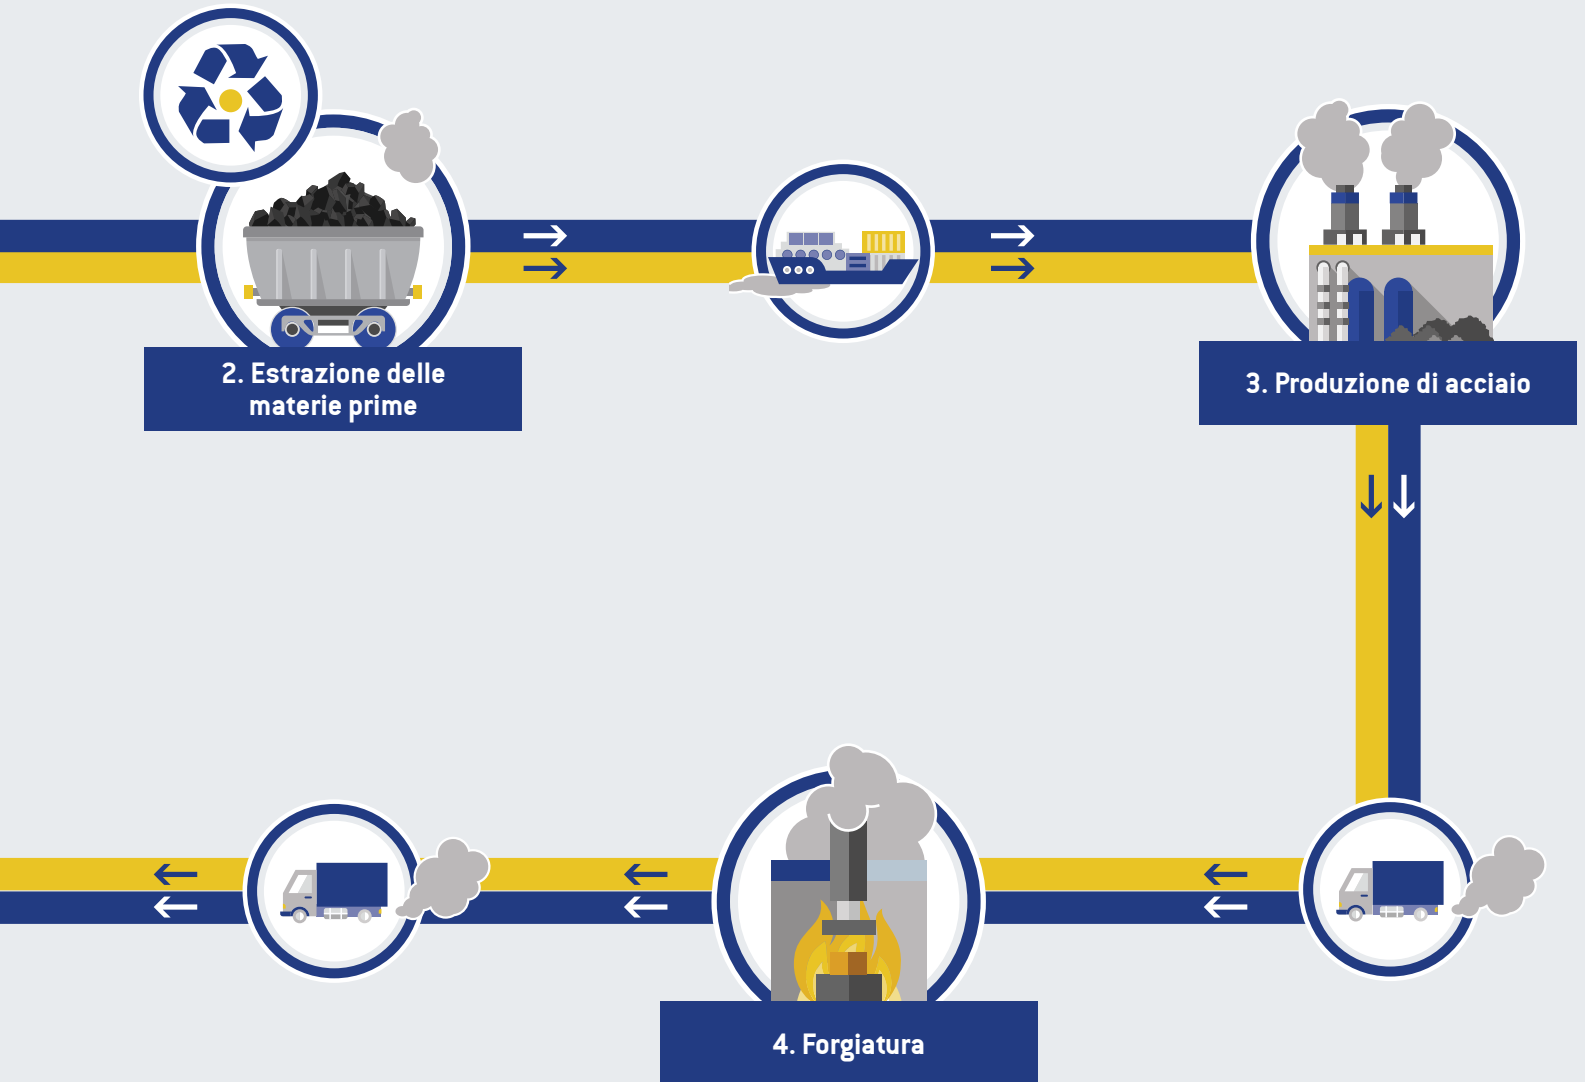 2. Estrazione delle
materie prime
3. Produzione di acciaio
4. Forgiatura